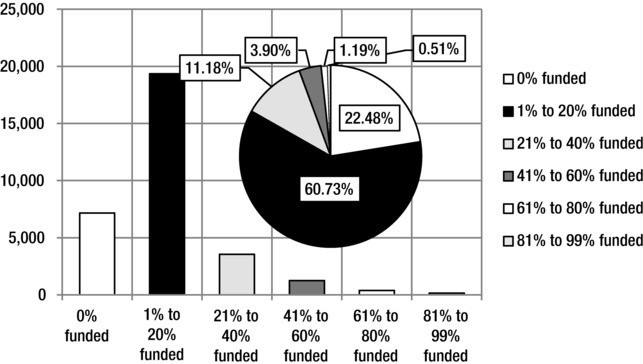 25,000
20,000
15,000
10,000
5,000
0
3.90%
1.19%
0.51%
11.18%
22.48%
60.73%
0% funded
1% to 20% funded
21% to 40% funded
41% to 60% funded
61% to 80% funded
81% to 99% funded
0%
funded
1% to
20%
funded
21% to
40%
funded
41% to
60%
funded
61% to
80%
funded
81% to
99%
funded